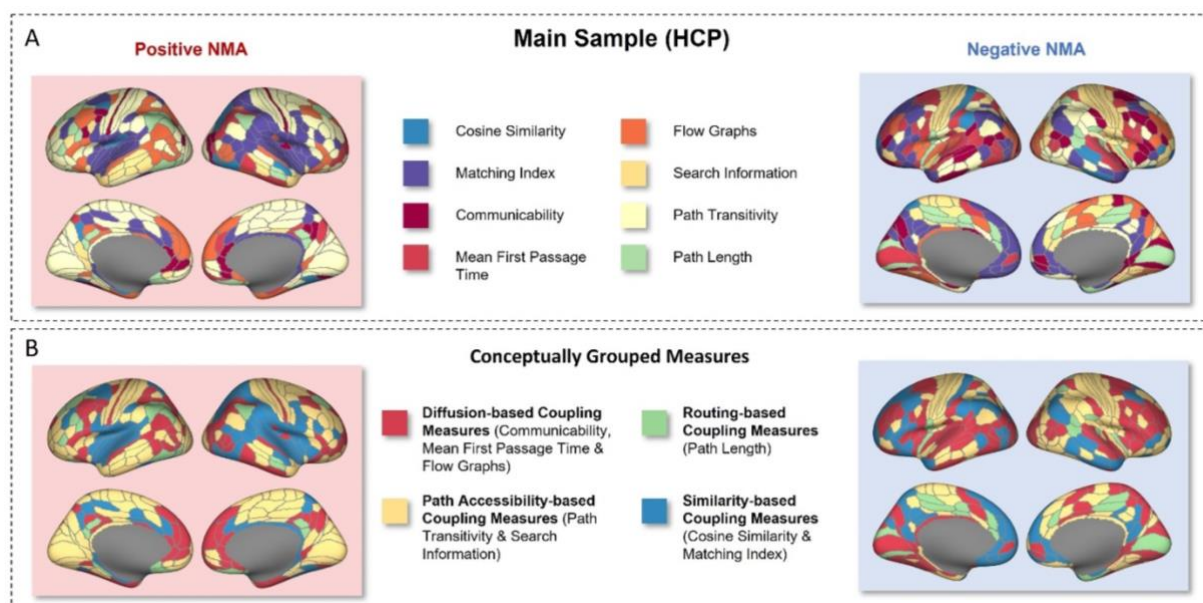 A
Positive NMA
Main Sample (HCP)
Negative NMA
Cosine Similarity
Flow Graphs
Matching Index
Search Information
Communicability
Path Transitivity
Mean First Passage
Time
Path Length
B
Conceptually Grouped Measures
Diffusion-based Coupling
Measures (Communicability,
Mean First Passage Time &
Flow Graphs)
Routing-based
Coupling Measures
(Path Length)
Path Accessibility-based
Coupling Measures (Path
Transitivity & Search
Information)
Similarity-based
Coupling Measures
(Cosine Similarity &
Matching Index)